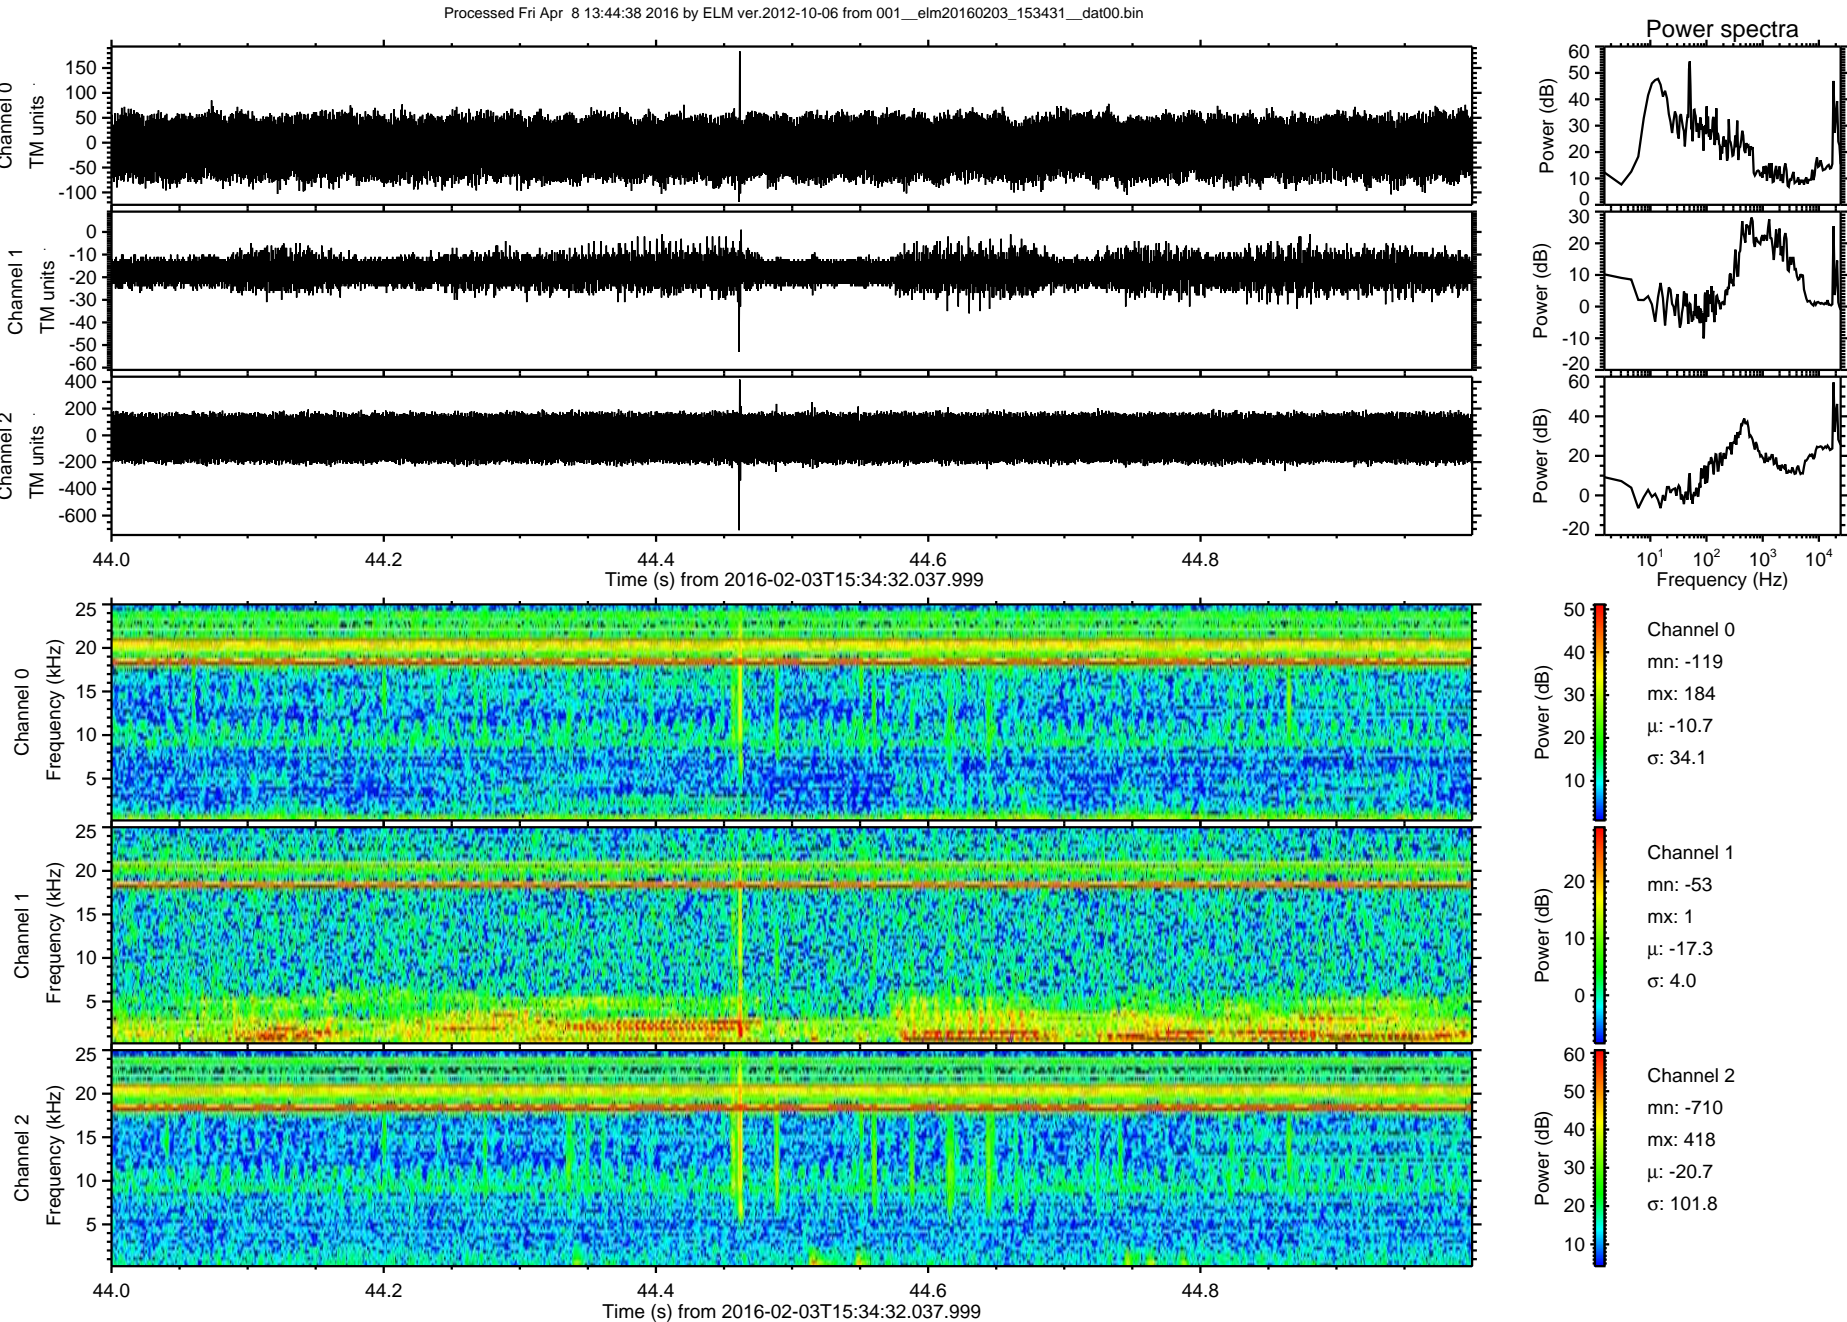 Processed Fri Apr 8 13:44:38 2016 by ELM ver.2012-10-06 from 001__elm20160203_153431__dat00.bin
Power spectra
Channel 0
TM units
150
100
50
0
-50
-100
Power (dB)
60
50
40
30
20
10
0
Channel 1
TM units
0
-10
-20
-30
-40
-50
-60
Power (dB)
30
20
10
0
-10
-20
Channel 2
TM units
400
200
0
-200
-400
-600
Power (dB)
60
40
20
0
-20
44.0 44.2 44.4 44.6 44.8
Time (s) from 2016-02-03T15:34:32.037.999
10¹ 10² 10³ 10⁴
Frequency (Hz)
Channel 0
Frequency (kHz)
25
20
15
10
5
Power (dB)
50
40
30
20
10
Channel 0
mn: -119
mx: 184
μ: -10.7
σ: 34.1
Channel 1
Frequency (kHz)
25
20
15
10
5
Power (dB)
20
10
0
Channel 1
mn: -53
mx: 1
μ: -17.3
σ: 4.0
Channel 2
Frequency (kHz)
25
20
15
10
5
Power (dB)
60
50
40
30
20
10
Channel 2
mn: -710
mx: 418
μ: -20.7
σ: 101.8
44.0 44.2 44.4 44.6 44.8
Time (s) from 2016-02-03T15:34:32.037.999